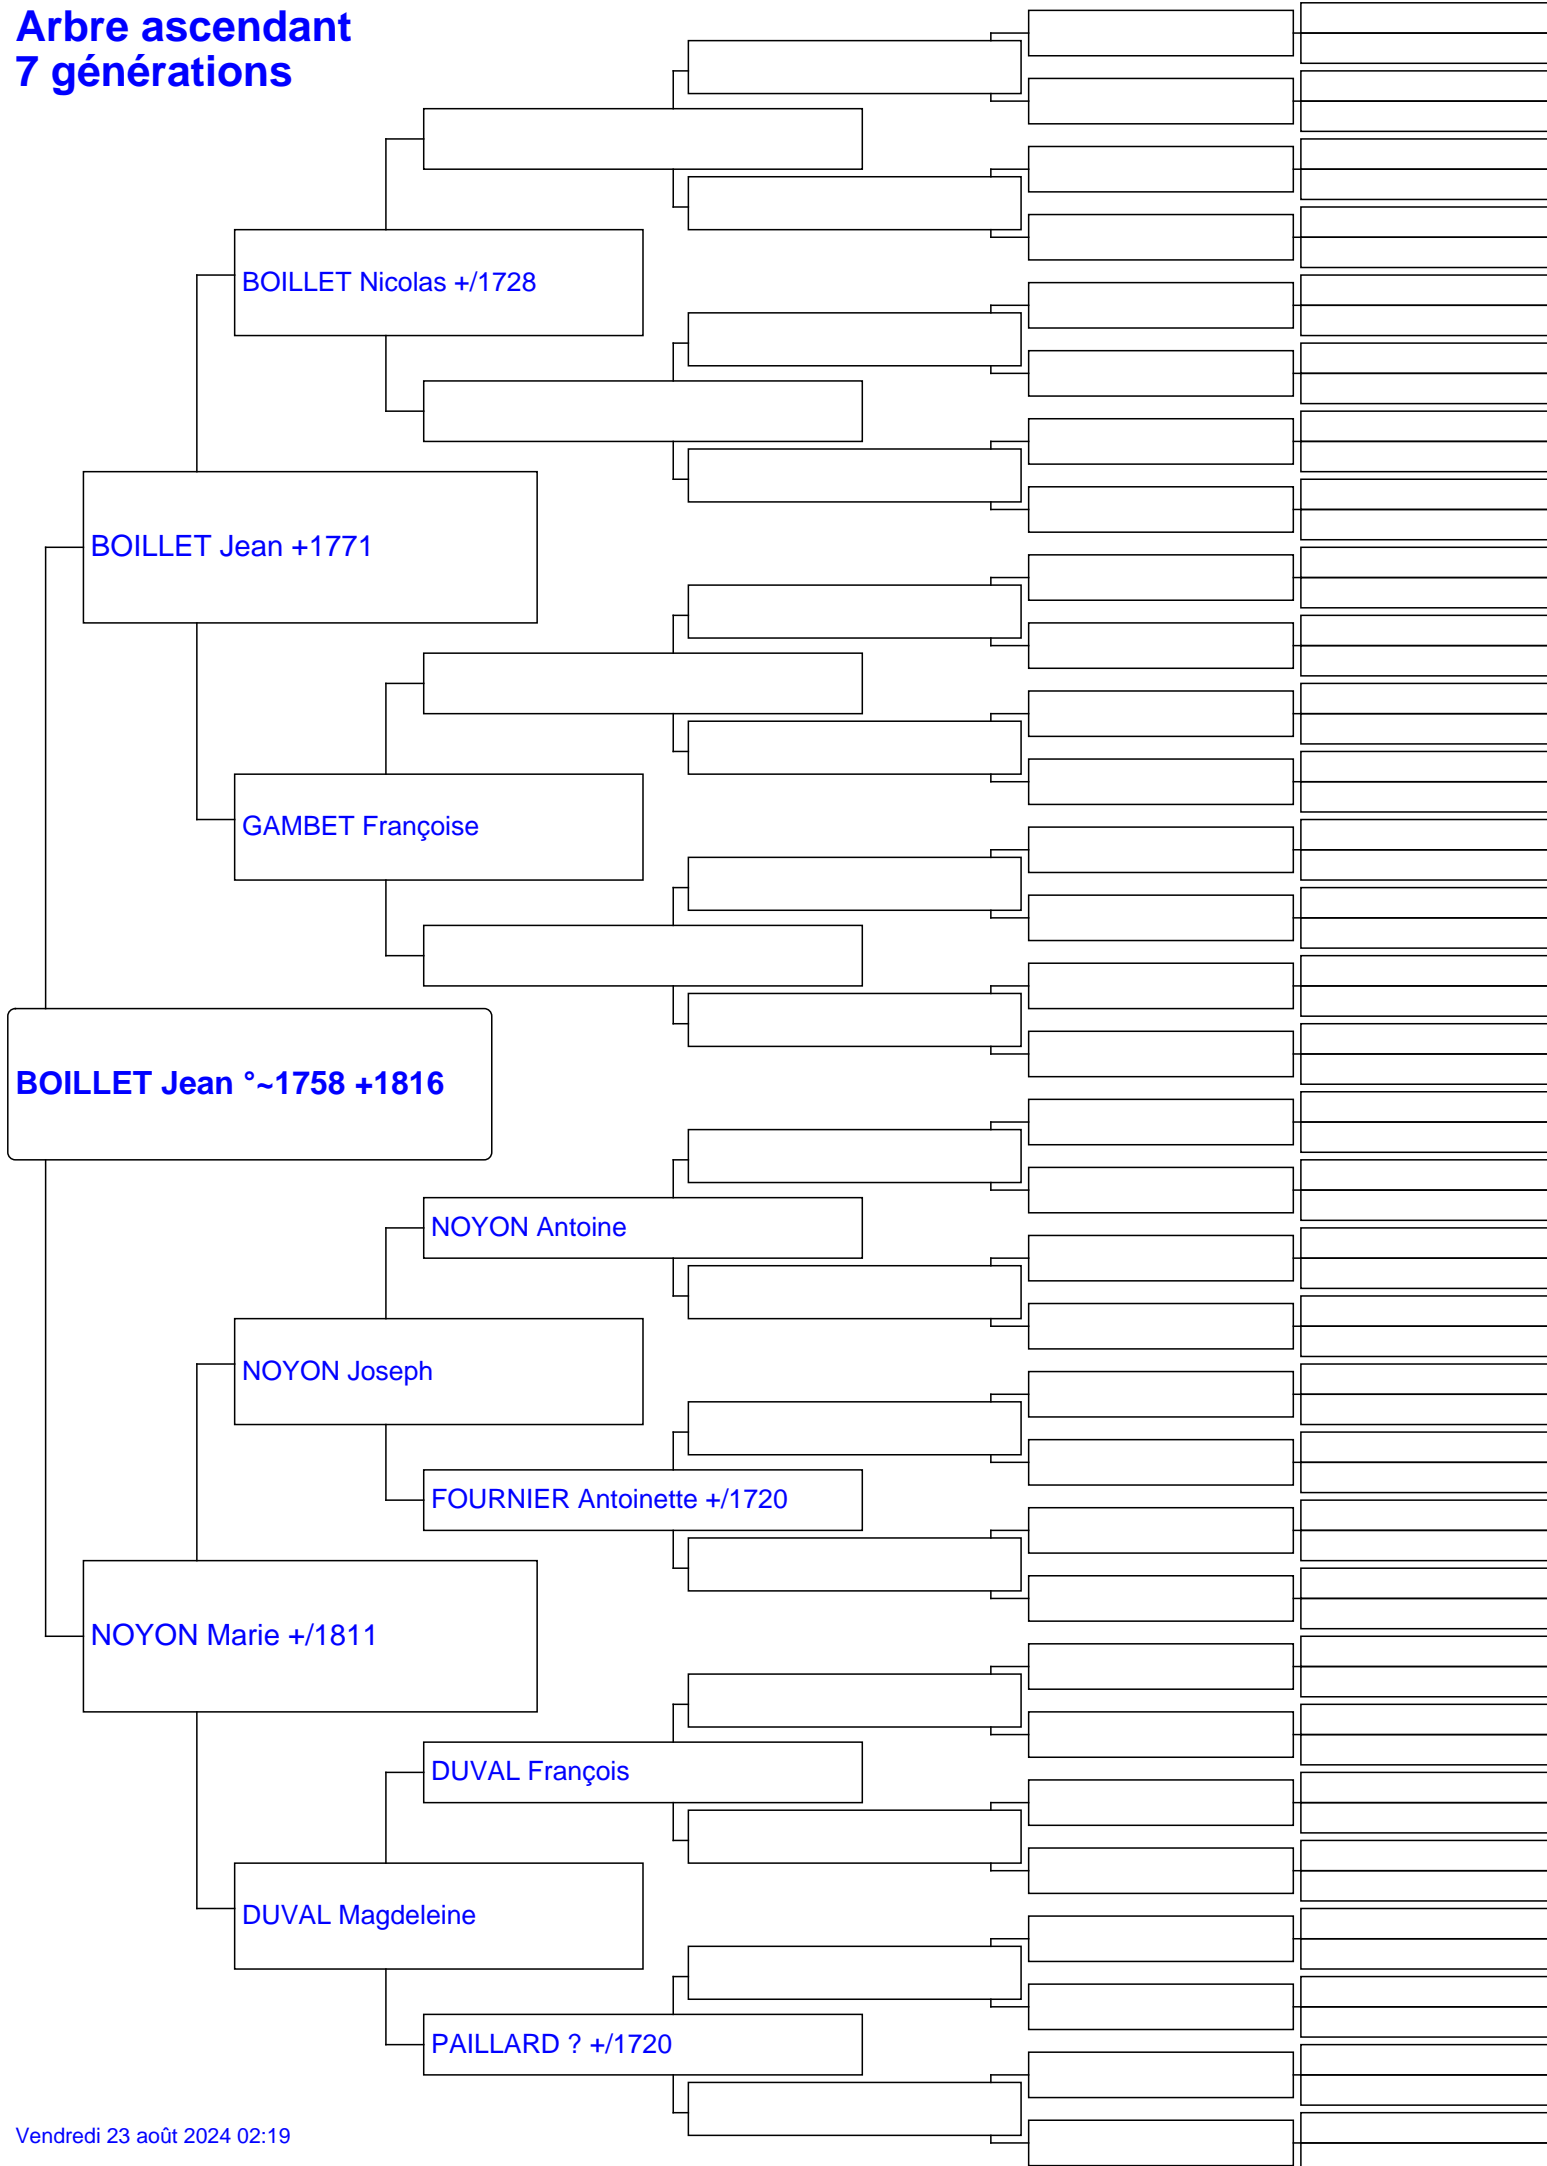 Arbre ascendant
7 générations
BOILLET Nicolas +/1728
BOILLET Jean +1771
GAMBET Françoise
BOILLET Jean °~1758 +1816
NOYON Antoine
NOYON Joseph
FOURNIER Antoinette +/1720
NOYON Marie +/1811
DUVAL François
DUVAL Magdeleine
PAILLARD ? +/1720
Vendredi 23 août 2024 02:19